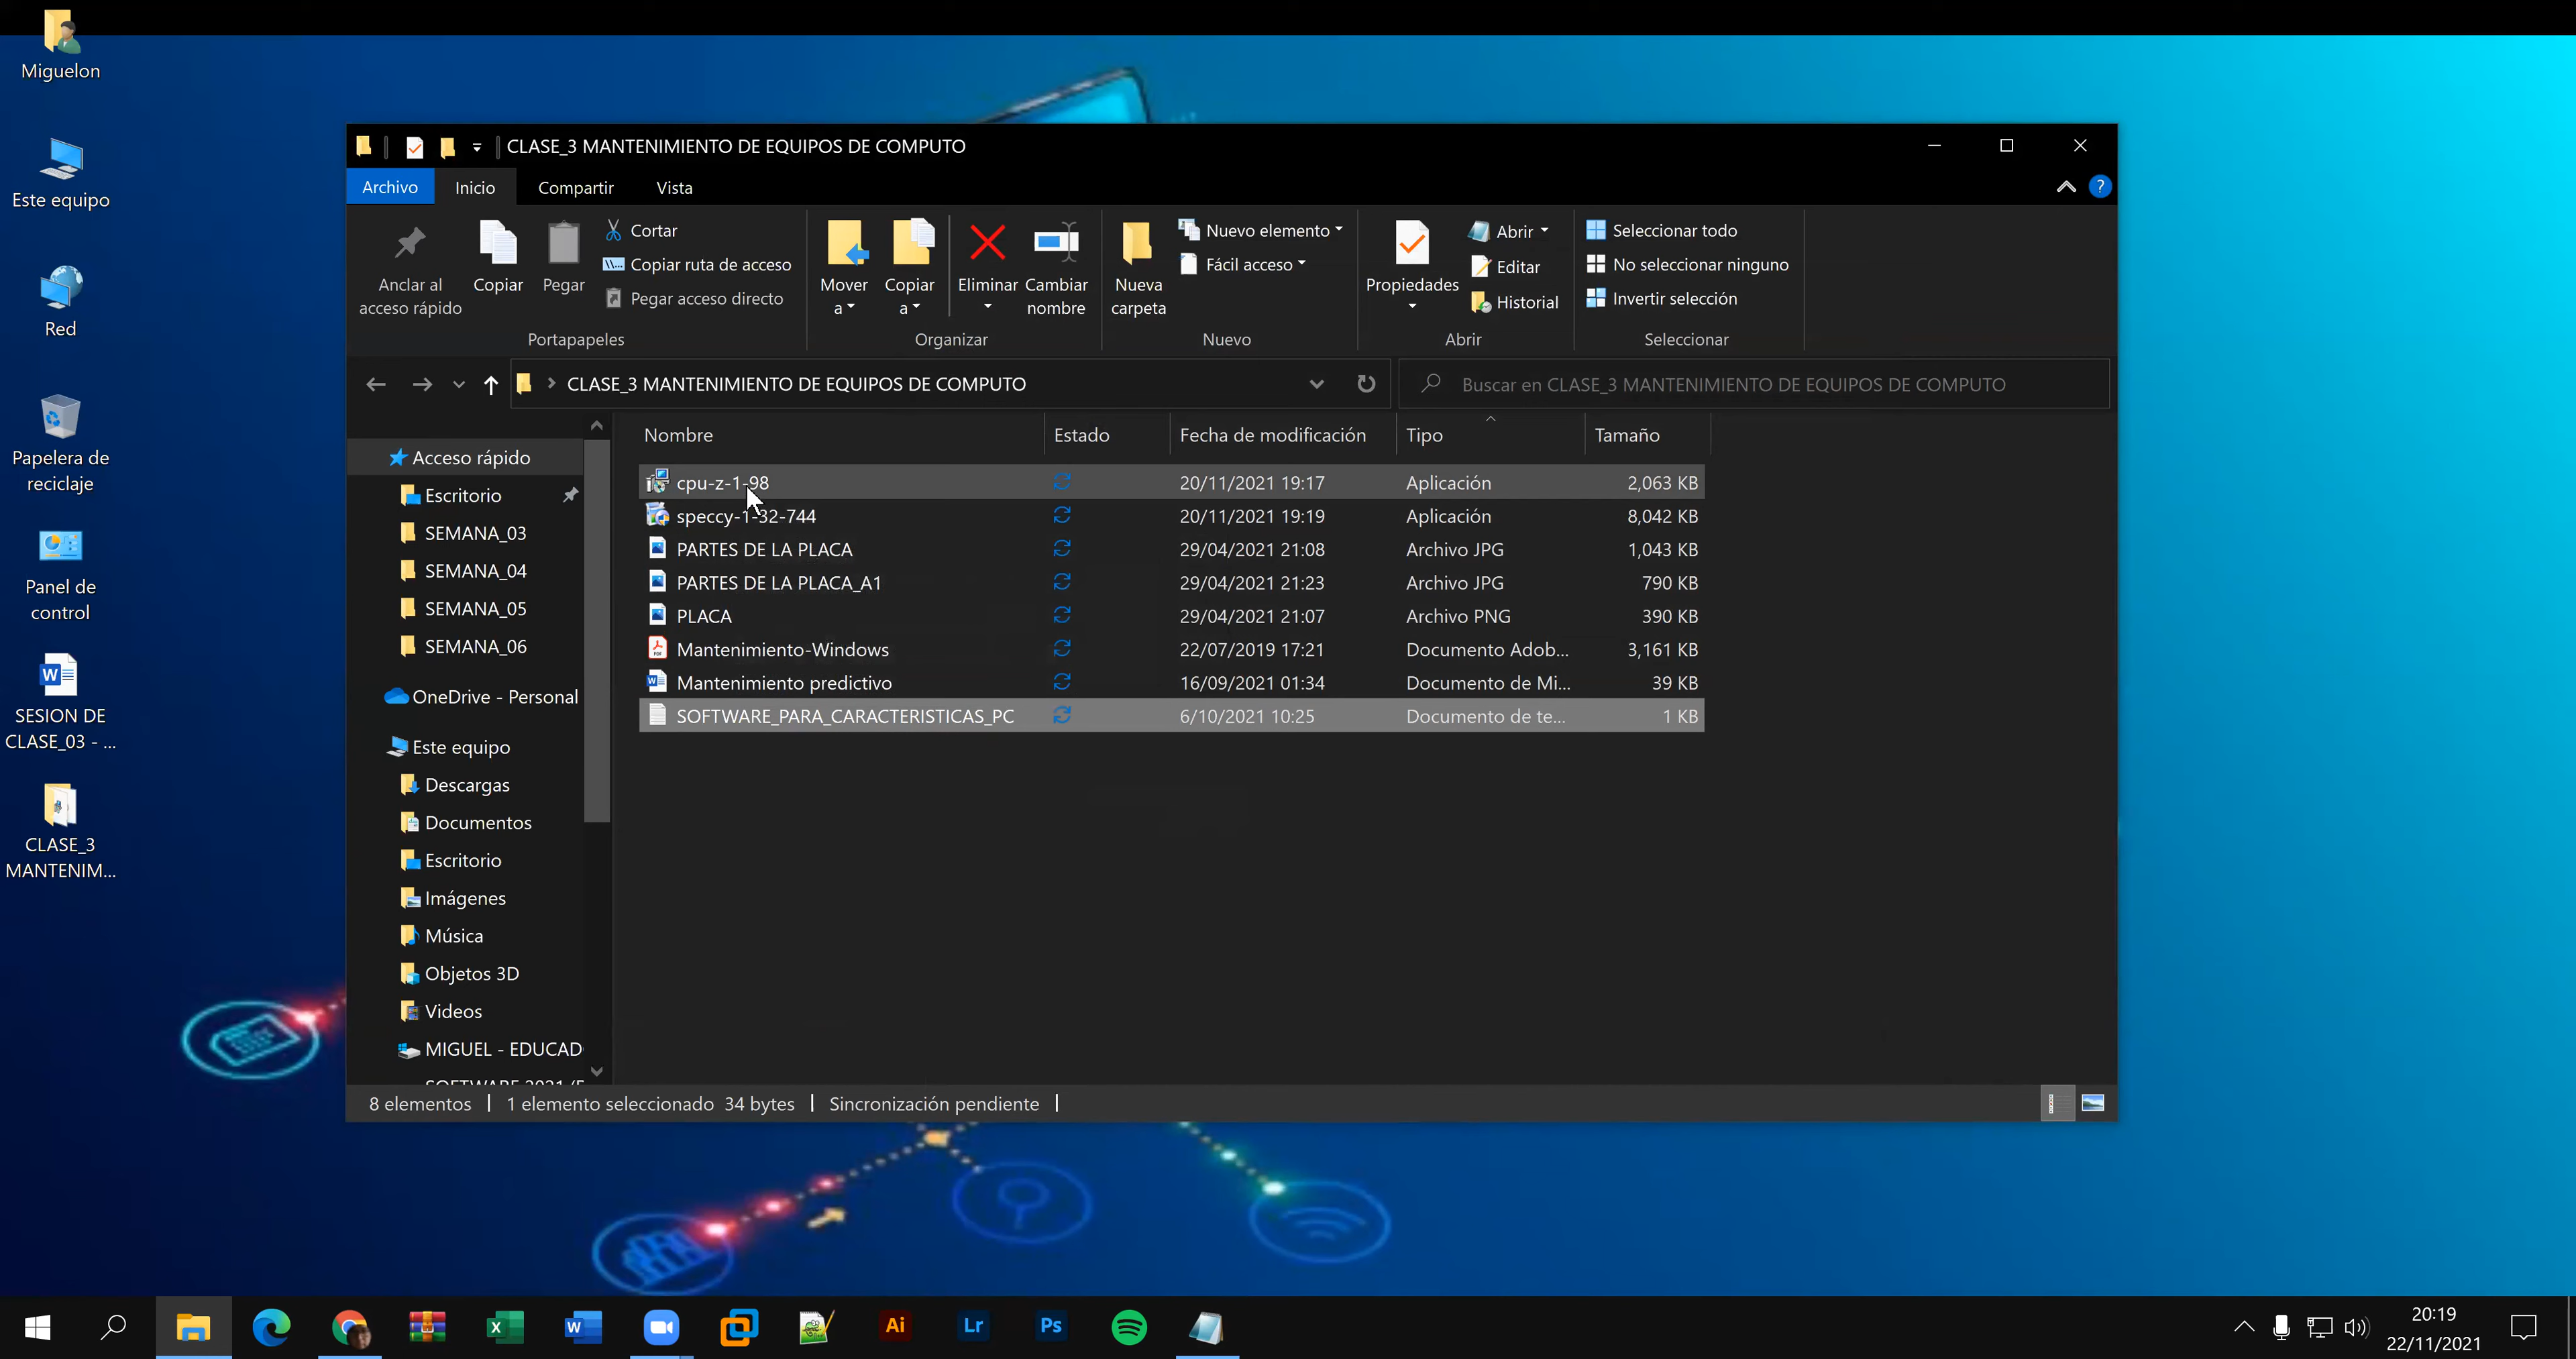 Miguelon
Este equipo
Red
Papelera de
reciclaje
Panel de
control
SESION DE
CLASE_03 - ...
CLASE_3
MANTENIM...
CLASE_3 MANTENIMIENTO DE EQUIPOS DE COMPUTO
Archivo Inicio Compartir Vista
Anclar al
acceso rápido
Copiar
Pegar
Cortar
Copiar ruta de acceso
Pegar acceso directo
Portapapeles
Mover
a
Copiar
a
Eliminar
Cambiar
nombre
Organizar
Nueva
carpeta
Nuevo elemento
Fácil acceso
Nuevo
Propiedades
Abrir
Editar
Historial
Abrir
Seleccionar todo
No seleccionar ninguno
Invertir selección
Seleccionar
CLASE_3 MANTENIMIENTO DE EQUIPOS DE COMPUTO
Buscar en CLASE_3 MANTENIMIENTO DE EQUIPOS DE COMPUTO
Acceso rápido
Escritorio
SEMANA_03
SEMANA_04
SEMANA_05
SEMANA_06
OneDrive - Personal
Este equipo
Descargas
Documentos
Escritorio
Imágenes
Música
Objetos 3D
Videos
MIGUEL - EDUCAD
Nombre Estado Fecha de modificación Tipo Tamaño
cpu-z-1-98 20/11/2021 19:17 Aplicación 2,063 KB
speccy-1-32-744 20/11/2021 19:19 Aplicación 8,042 KB
PARTES DE LA PLACA 29/04/2021 21:08 Archivo JPG 1,043 KB
PARTES DE LA PLACA_A1 29/04/2021 21:23 Archivo JPG 790 KB
PLACA 29/04/2021 21:07 Archivo PNG 390 KB
Mantenimiento-Windows 22/07/2019 17:21 Documento Adob... 3,161 KB
Mantenimiento predictivo 16/09/2021 01:34 Documento de Mi... 39 KB
SOFTWARE_PARA_CARACTERISTICAS_PC 6/10/2021 10:25 Documento de te... 1 KB
8 elementos 1 elemento seleccionado 34 bytes Sincronización pendiente
Ai
Lr
Ps
20:19
22/11/2021